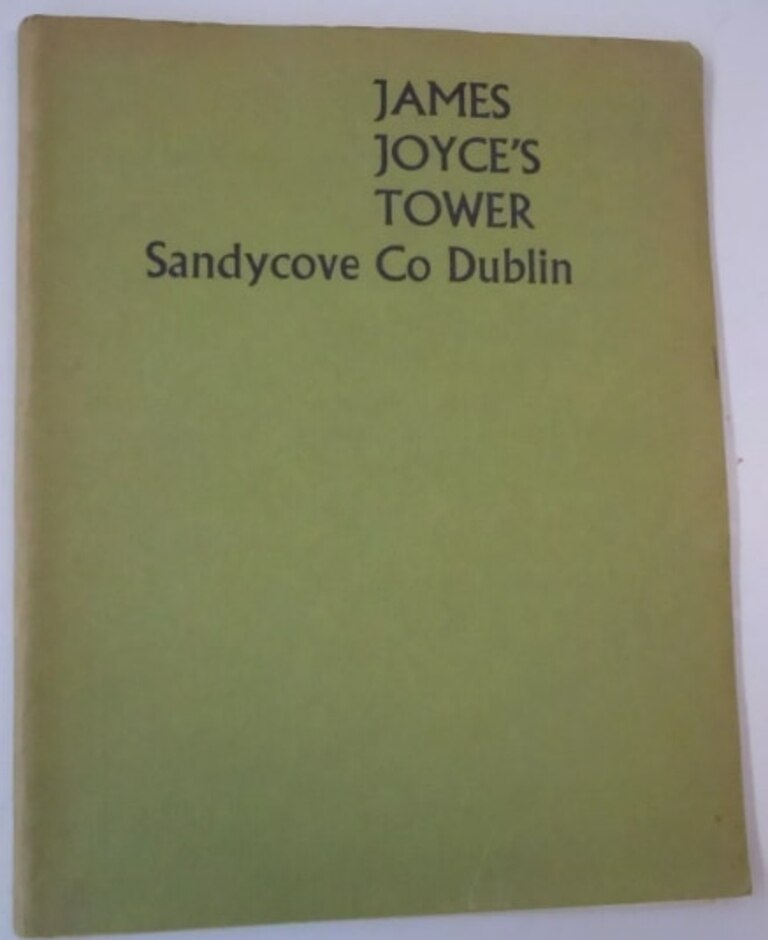 JAMES
JOYCE'S
TOWER
Sandycove Co Dublin